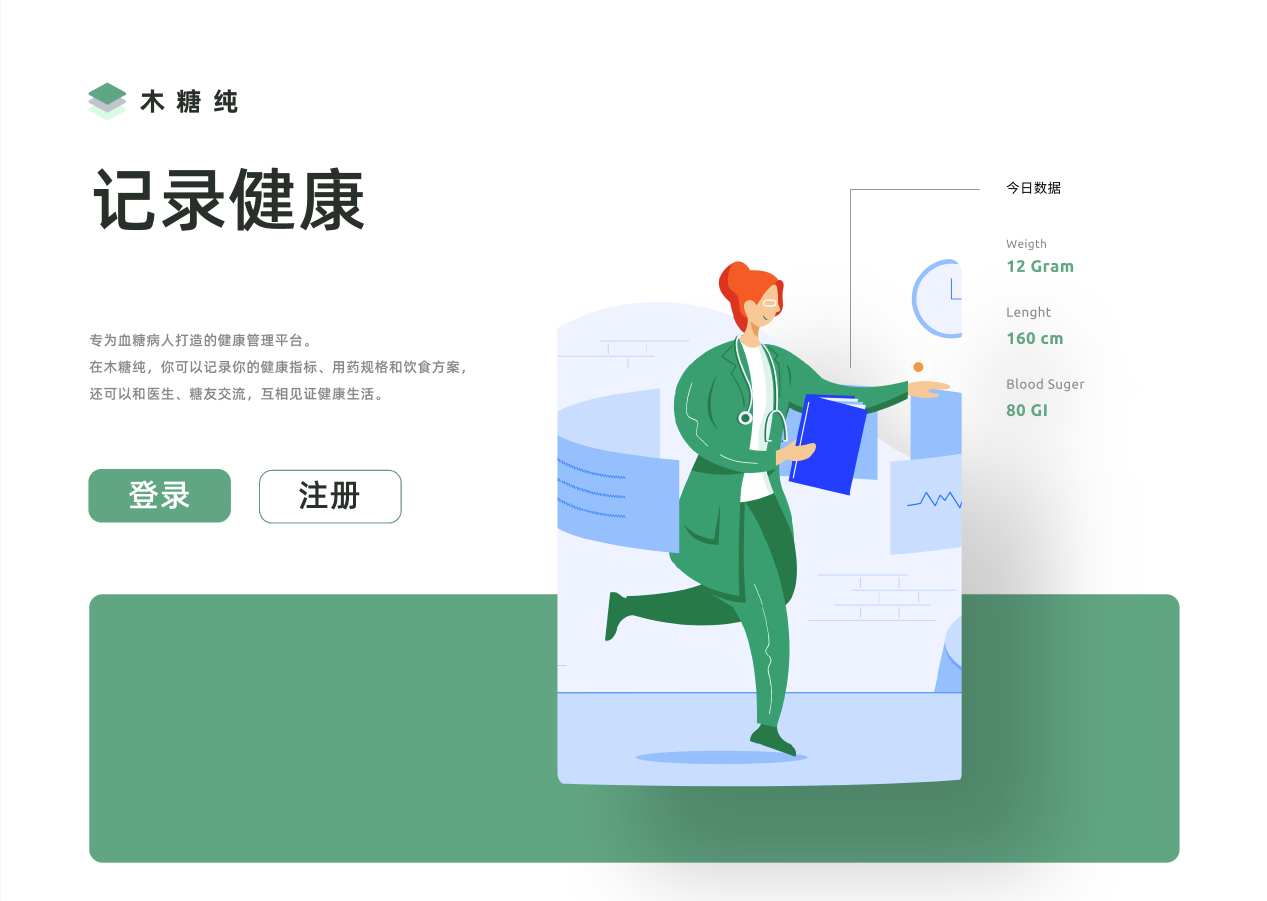 木糖纯
记录健康
今日数据
Weigth
12 Gram
Lenght
160 cm
Blood Suger
80 GI
专为血糖病人打造的健康管理平台。
在木糖纯，你可以记录你的健康指标、用药规格和饮食方案，
还可以和医生、糖友交流，互相见证健康生活。
登录
注册